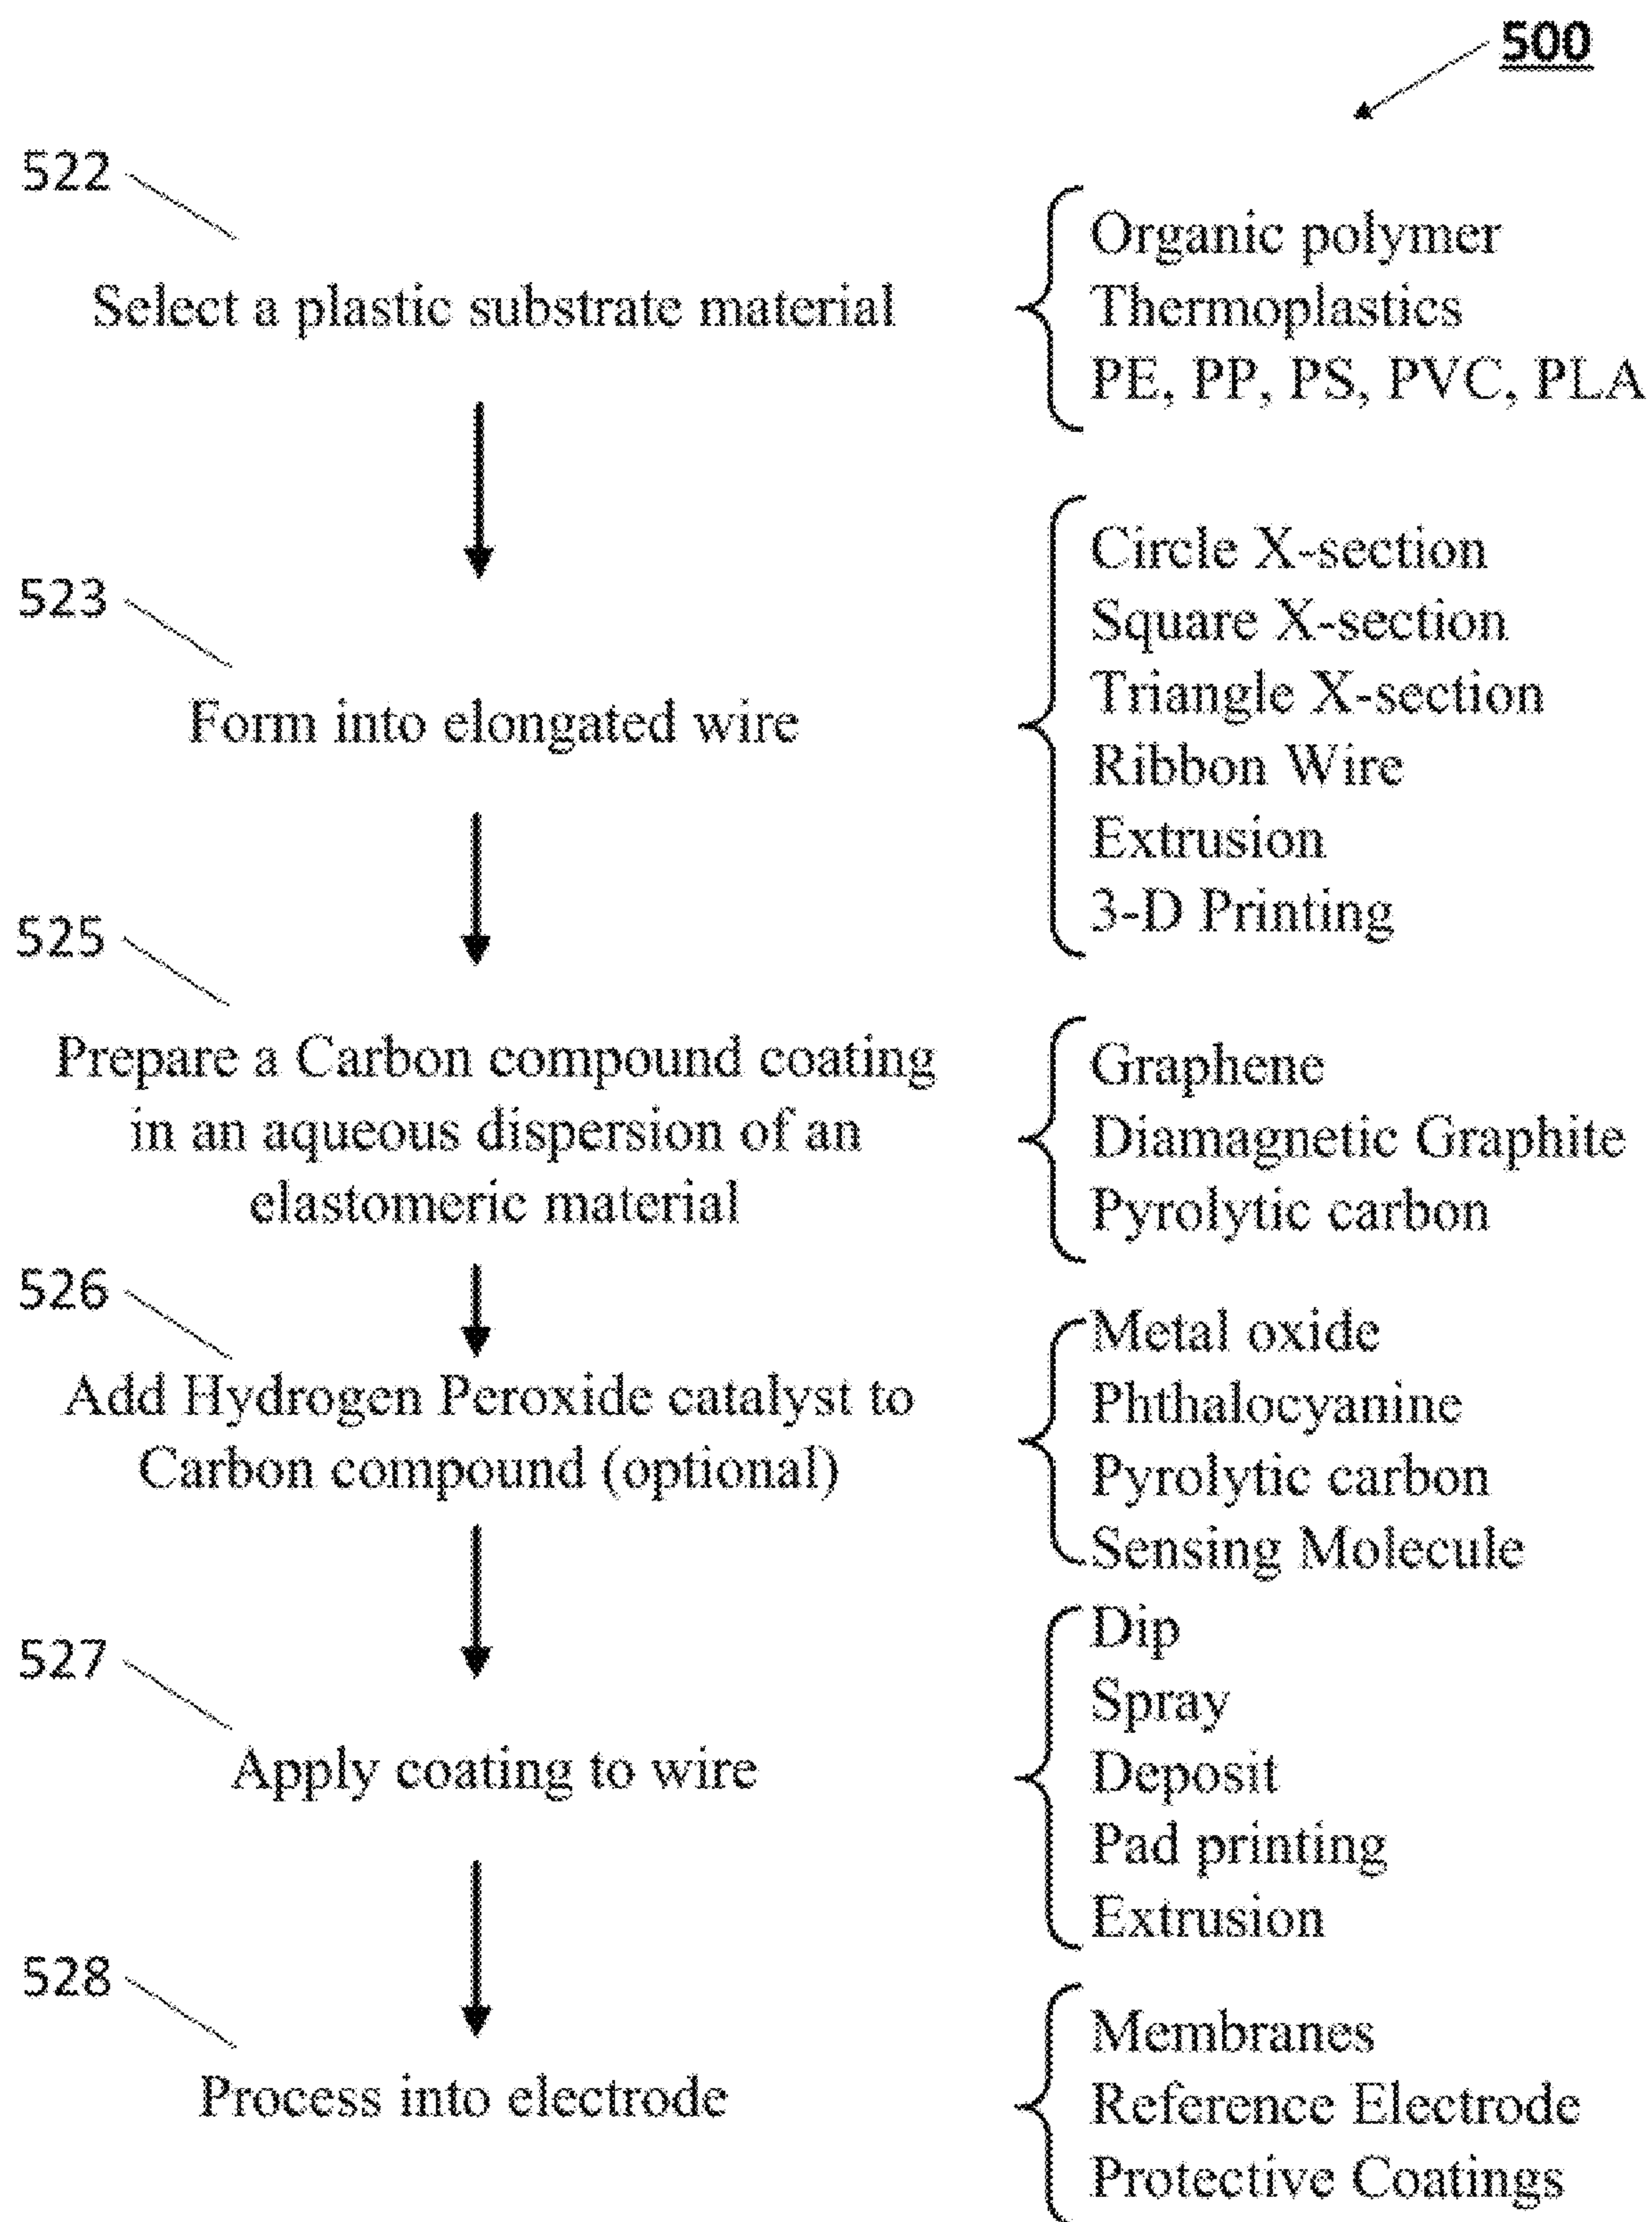 500
522
Select a plastic substrate material
Organic polymer
Thermoplastics
PE, PP, PS, PVC, PLA
523
Form into elongated wire
Circle X-section
Square X-section
Triangle X-section
Ribbon Wire
Extrusion
3-D Printing
525
Prepare a Carbon compound coating
in an aqueous dispersion of an
elastomeric material
Graphene
Diamagnetic Graphite
Pyrolytic carbon
526
Add Hydrogen Peroxide catalyst to
Carbon compound (optional)
Metal oxide
Phthalocyanine
Pyrolytic carbon
Sensing Molecule
527
Apply coating to wire
Dip
Spray
Deposit
Pad printing
Extrusion
528
Process into electrode
Membranes
Reference Electrode
Protective Coatings